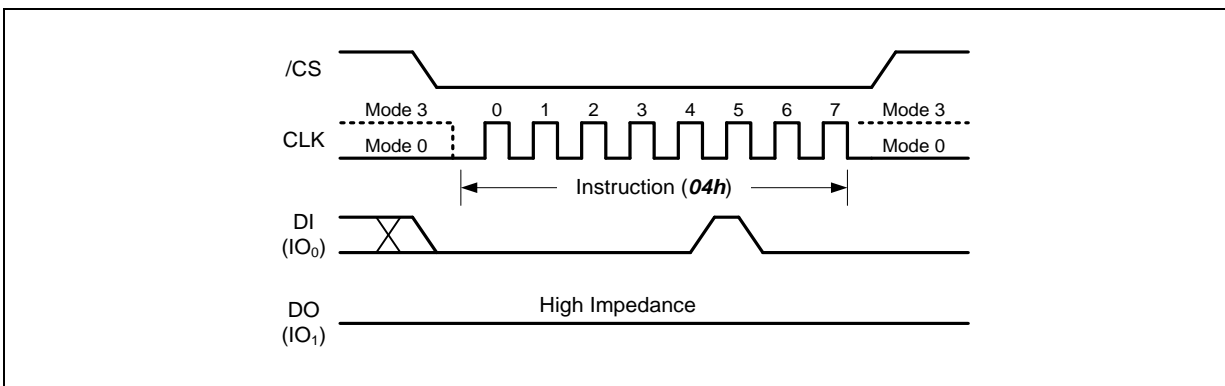 /CS
Mode 3 0 1 2 3 4 5 6 7 Mode 3
CLK
Mode 0 Mode 0
Instruction (04h)
DI
(IO₀)
High Impedance
DO
(IO₁)